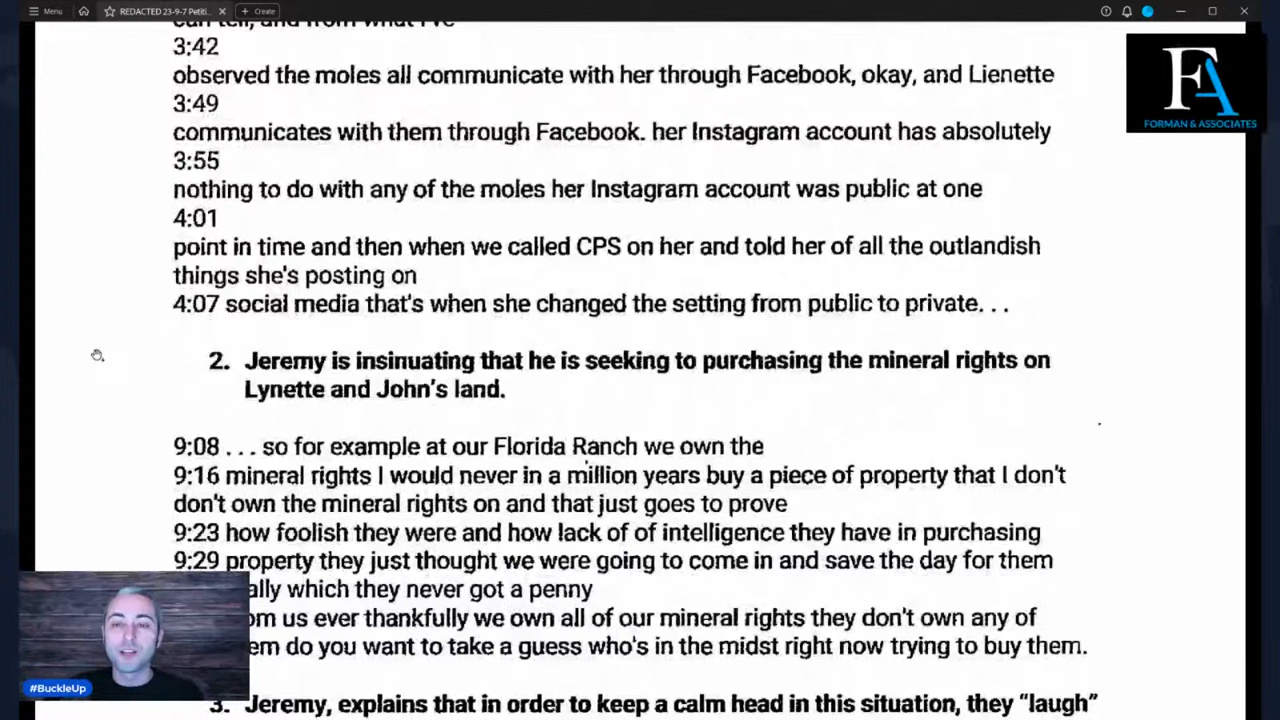 Menu
REDACTED 23-9-7 Petiti...
Create
FA
FORMAN & ASSOCIATES
can tell, and from what I've
3:42
observed the moles all communicate with her through Facebook, okay, and Lienette
3:49
communicates with them through Facebook. her Instagram account has absolutely
3:55
nothing to do with any of the moles her Instagram account was public at one
4:01
point in time and then when we called CPS on her and told her of all the outlandish
things she's posting on
4:07 social media that's when she changed the setting from public to private. . .
2. Jeremy is insinuating that he is seeking to purchasing the mineral rights on
Lynette and John's land.
9:08 . . . so for example at our Florida Ranch we own the
9:16 mineral rights I would never in a million years buy a piece of property that I don't
don't own the mineral rights on and that just goes to prove
9:23 how foolish they were and how lack of of intelligence they have in purchasing
9:29 property they just thought we were going to come in and save the day for them
ally which they never got a penny
om us ever thankfully we own all of our mineral rights they don't own any of
em do you want to take a guess who's in the midst right now trying to buy them.
3. Jeremy, explains that in order to keep a calm head in this situation, they “laugh”
#BuckleUp